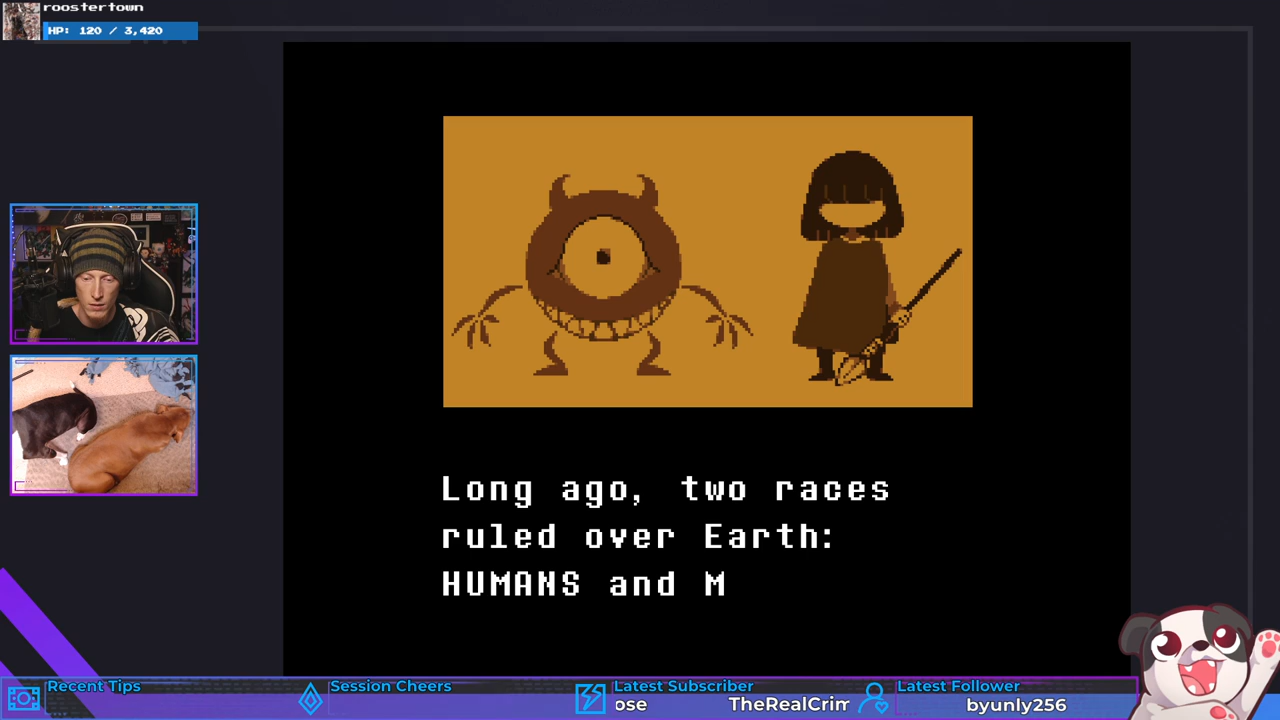 roostertown
HP: 120 / 3,420
Long ago, two races
ruled over Earth:
HUMANS and M
Recent Tips
Session Cheers
Latest Subscriber
ose TheRealCrim
Latest Follower
byunly256